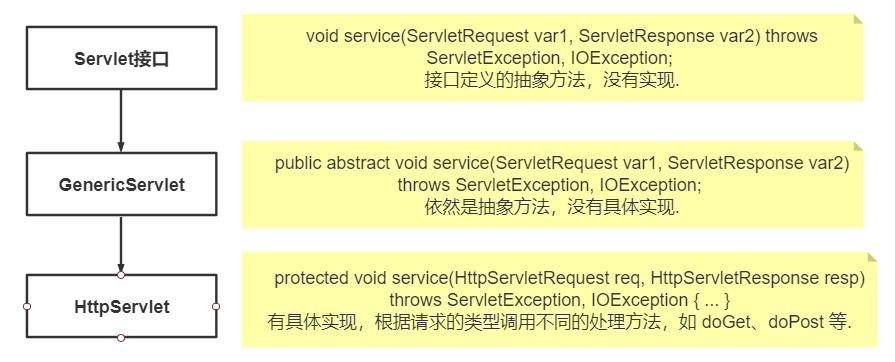 Servlet接口
void service(ServletRequest var1, ServletResponse var2) throws
ServletException, IOException;
接口定义的抽象方法，没有实现.
GenericServlet
public abstract void service(ServletRequest var1, ServletResponse var2)
throws ServletException, IOException;
依然是抽象方法，没有具体实现.
HttpServlet
protected void service(HttpServletRequest req, HttpServletResponse resp)
throws ServletException, IOException { ... }
有具体实现，根据请求的类型调用不同的处理方法，如 doGet、doPost 等.